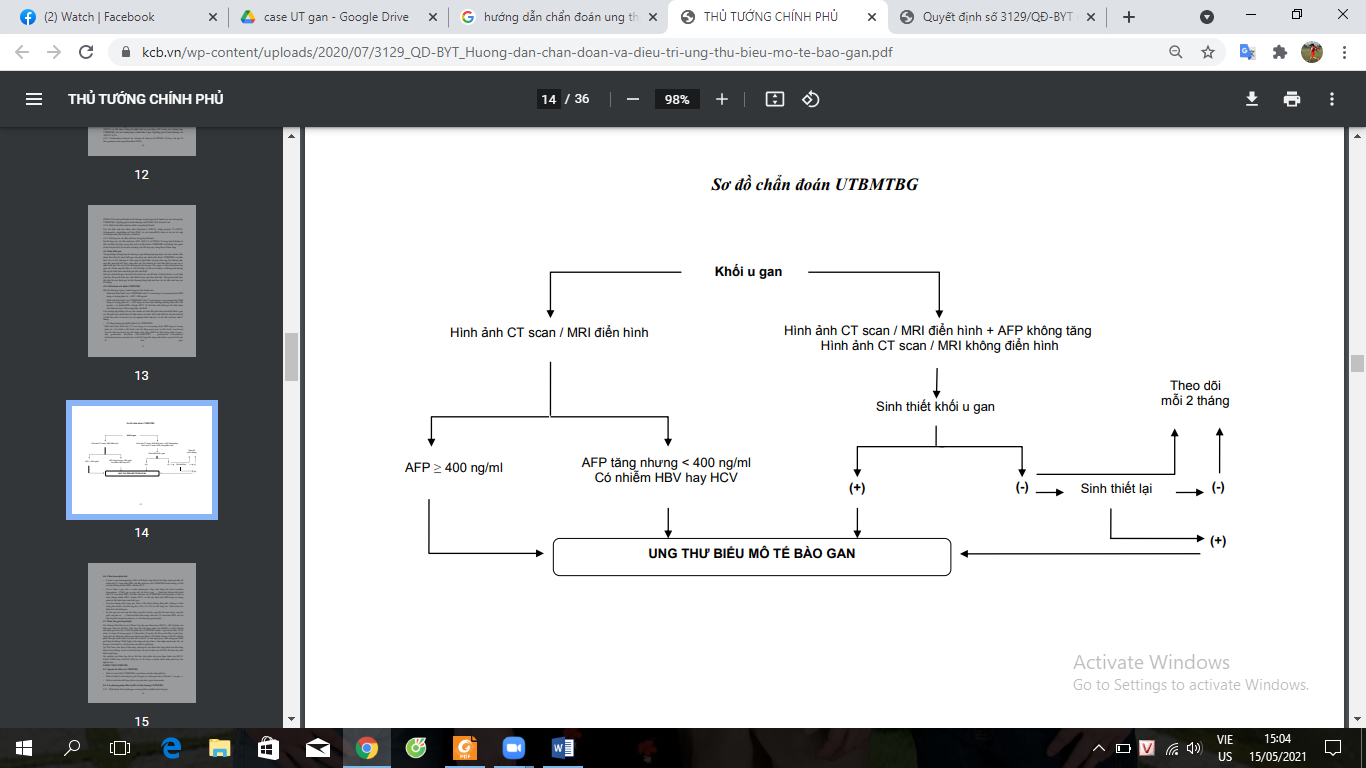 (2) Watch | Facebook
case UT gan - Google Drive
hướng dẫn chẩn đoán ung th
THỦ TƯỚNG CHÍNH PHỦ
Quyết định số 3129/QĐ-BYT
kcb.vn/wp-content/uploads/2020/07/3129_QD-BYT_Huong-dan-chan-doan-va-dieu-tri-ung-thu-bieu-mo-te-bao-gan.pdf
THỦ TƯỚNG CHÍNH PHỦ
14 / 36
98%
12
13
14
15
Sơ đồ chẩn đoán UTBMTBG
Khối u gan
Hình ảnh CT scan / MRI điển hình
Hình ảnh CT scan / MRI điển hình + AFP không tăng
Hình ảnh CT scan / MRI không điển hình
Theo dõi
mỗi 2 tháng
Sinh thiết khối u gan
AFP ≥ 400 ng/ml
AFP tăng nhưng < 400 ng/ml
Có nhiễm HBV hay HCV
(+)
(-)
Sinh thiết lại
(-)
(+)
UNG THƯ BIỂU MÔ TẾ BÀO GAN
Activate Windows
Go to Settings to activate Windows.
VIE
US
15:04
15/05/2021